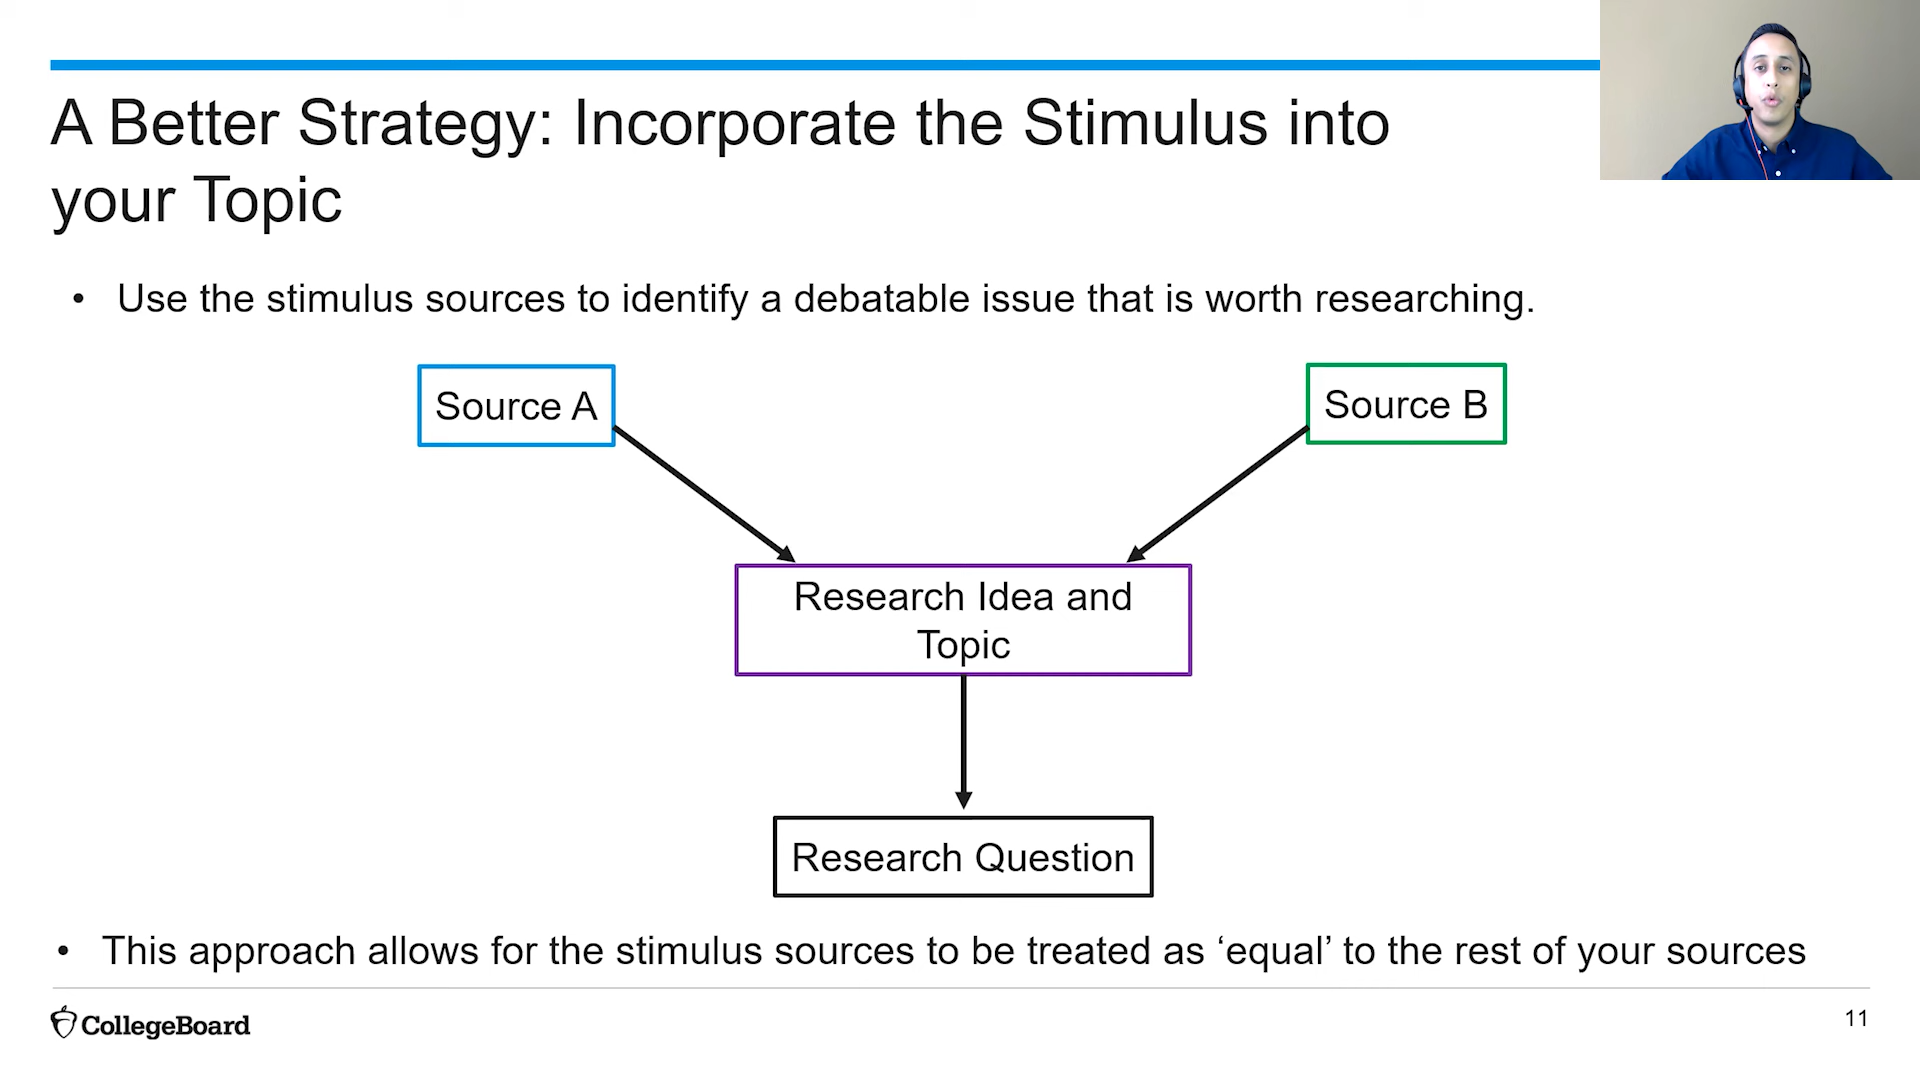 A Better Strategy: Incorporate the Stimulus into
your Topic
• Use the stimulus sources to identify a debatable issue that is worth researching.
Source A
Source B
Research Idea and
Topic
Research Question
• This approach allows for the stimulus sources to be treated as ‘equal’ to the rest of your sources
CollegeBoard
11